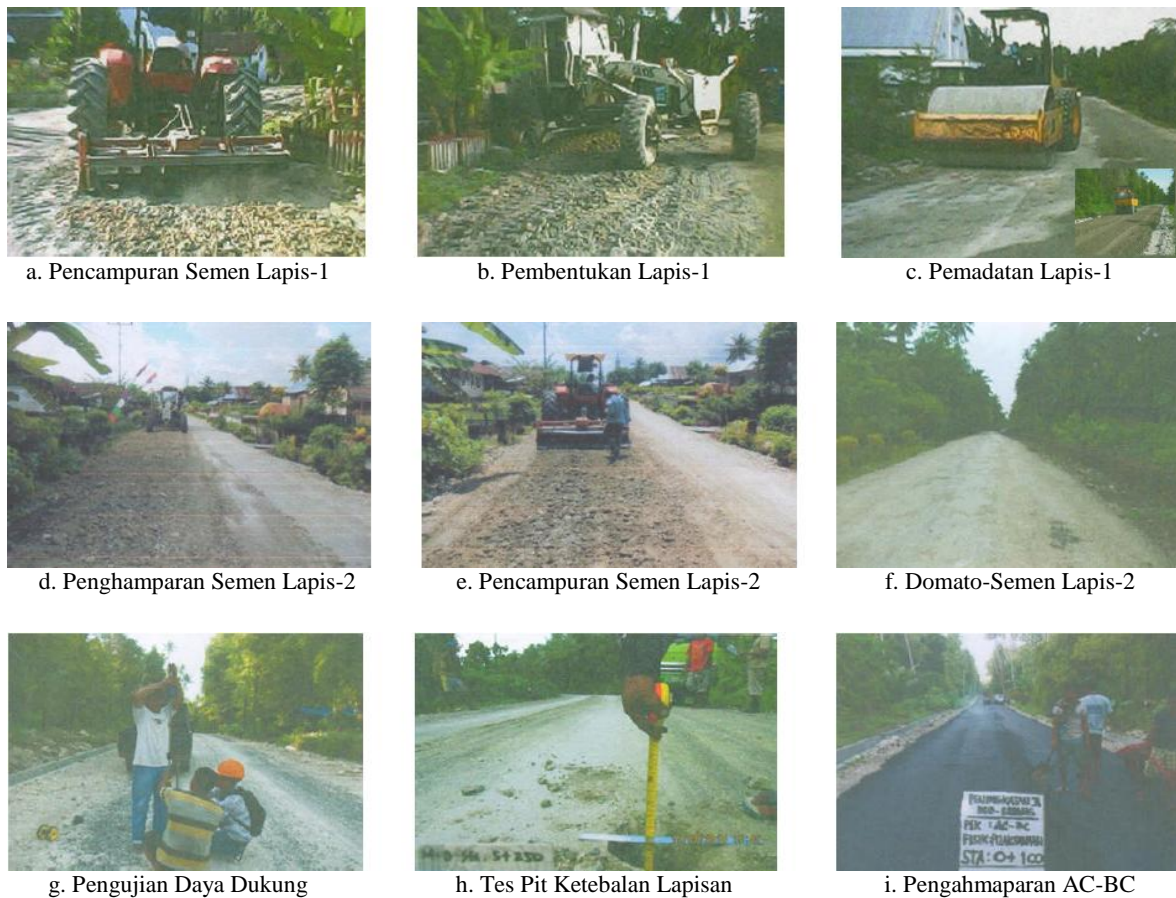 a. Pencampuran Semen Lapis-1
b. Pembentukan Lapis-1
c. Pemadatan Lapis-1
d. Penghamparan Semen Lapis-2
e. Pencampuran Semen Lapis-2
f. Domato-Semen Lapis-2
g. Pengujian Daya Dukung
h. Tes Pit Ketebalan Lapisan
AC-BC
STA: 0+100
i. Pengahmaparan AC-BC